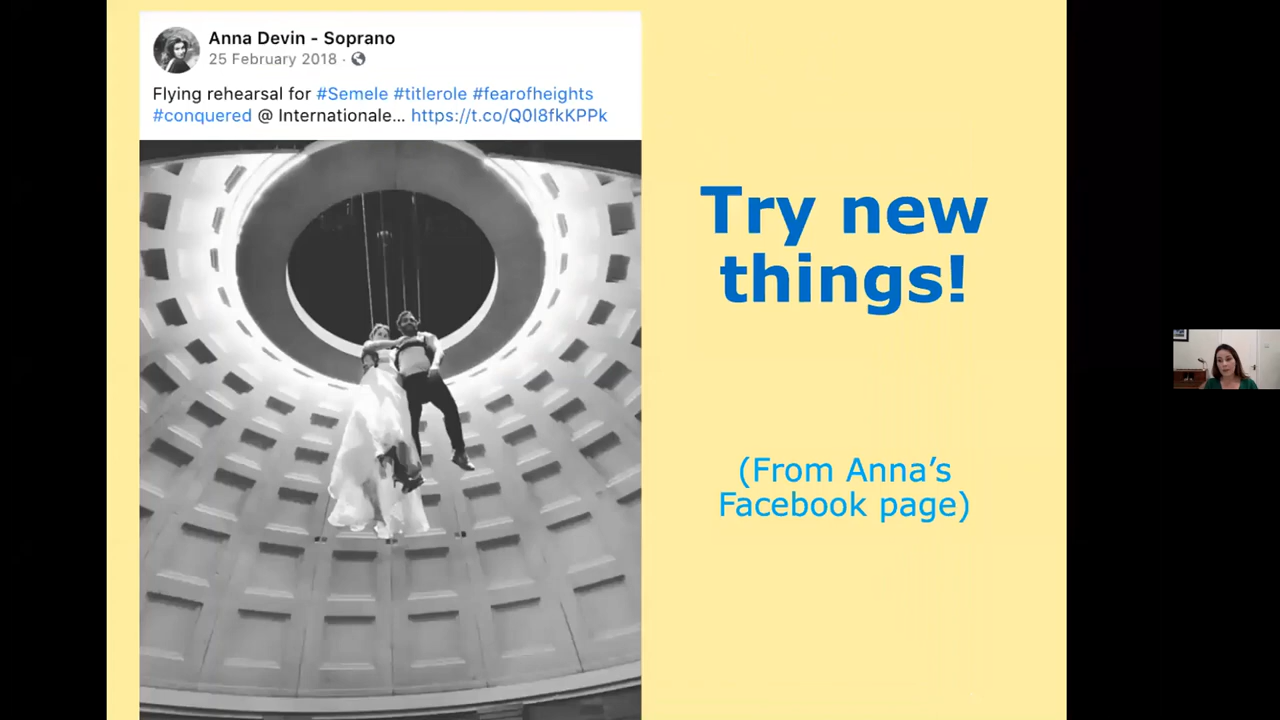 Anna Devin - Soprano
25 February 2018 ·
Flying rehearsal for #Semele #titlerole #fearofheights
#conquered @ Internationale... https://t.co/Q0I8fkKPPk
Try new
things!
(From Anna’s
Facebook page)